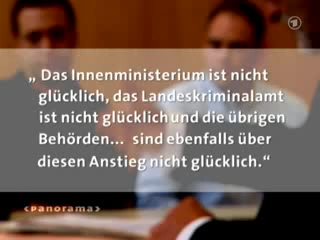 „ Das Innenministerium ist nicht
glücklich, das Landeskriminalamt
ist nicht glücklich und die übrigen
Behörden... sind ebenfalls über
diesen Anstieg nicht glücklich.“
<panorama>